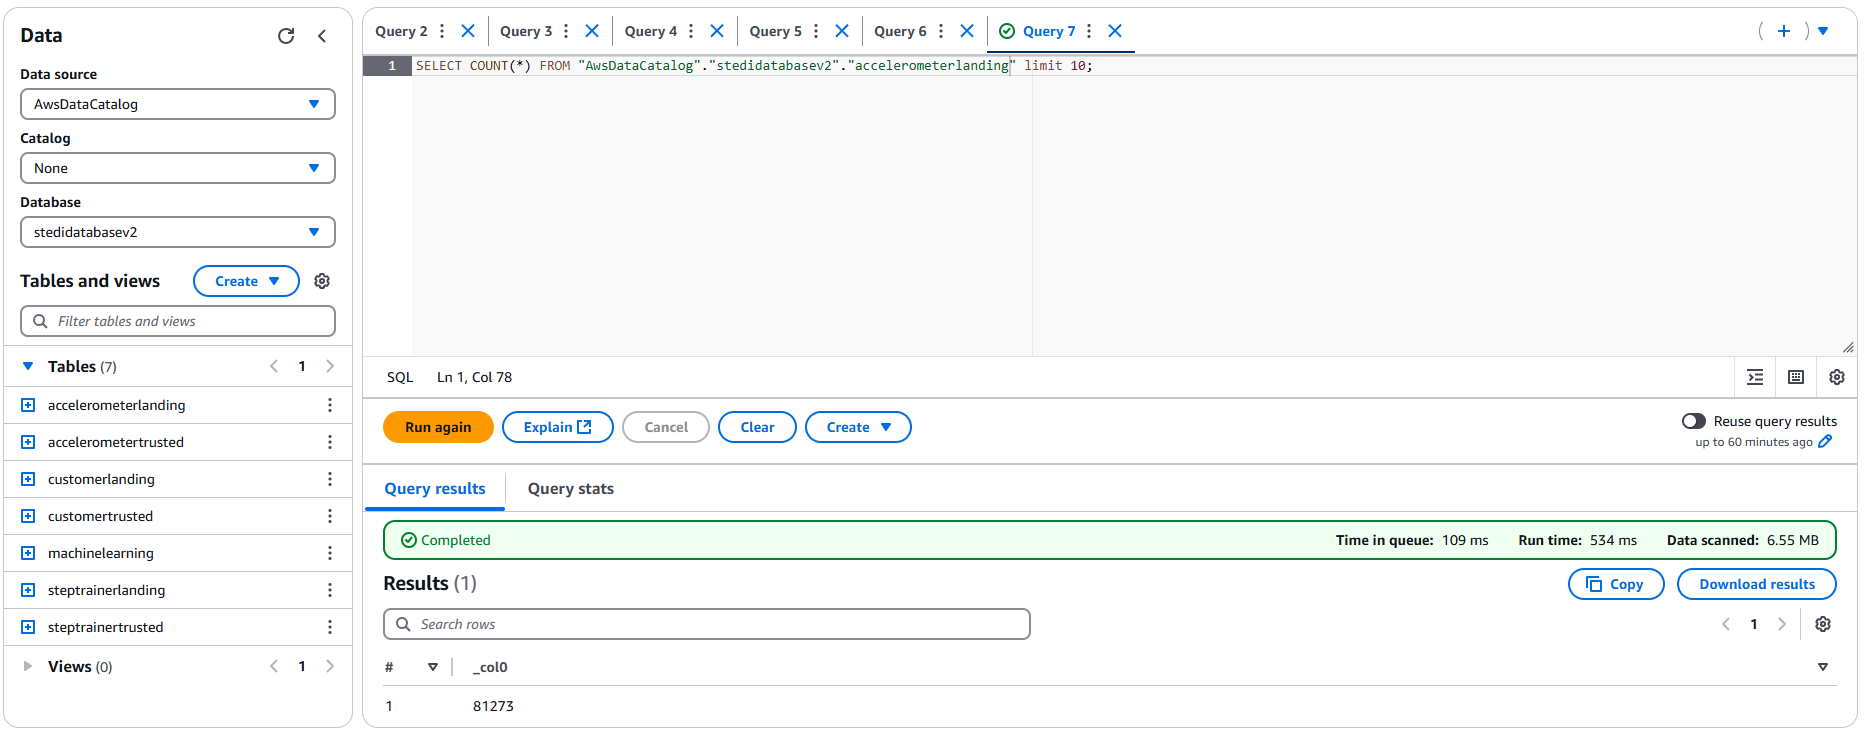 Data
Data source
AwsDataCatalog
Catalog
None
Database
stedidatabasev2
Tables and views
Create
Filter tables and views
Tables (7)
1
accelerometerlanding
accelerometertrusted
customerlanding
customertrusted
machinelearning
steptrainerlanding
steptrainertrusted
Views (0)
1
Query 2
Query 3
Query 4
Query 5
Query 6
Query 7
1 SELECT COUNT(*) FROM "AwsDataCatalog"."stedidatabasev2"."accelerometerlanding" limit 10;
SQL Ln 1, Col 78
Run again
Explain
Cancel
Clear
Create
Reuse query results
up to 60 minutes ago
Query results
Query stats
Completed
Time in queue: 109 ms Run time: 534 ms Data scanned: 6.55 MB
Results (1)
Copy
Download results
Search rows
1
# _col0
1 81273